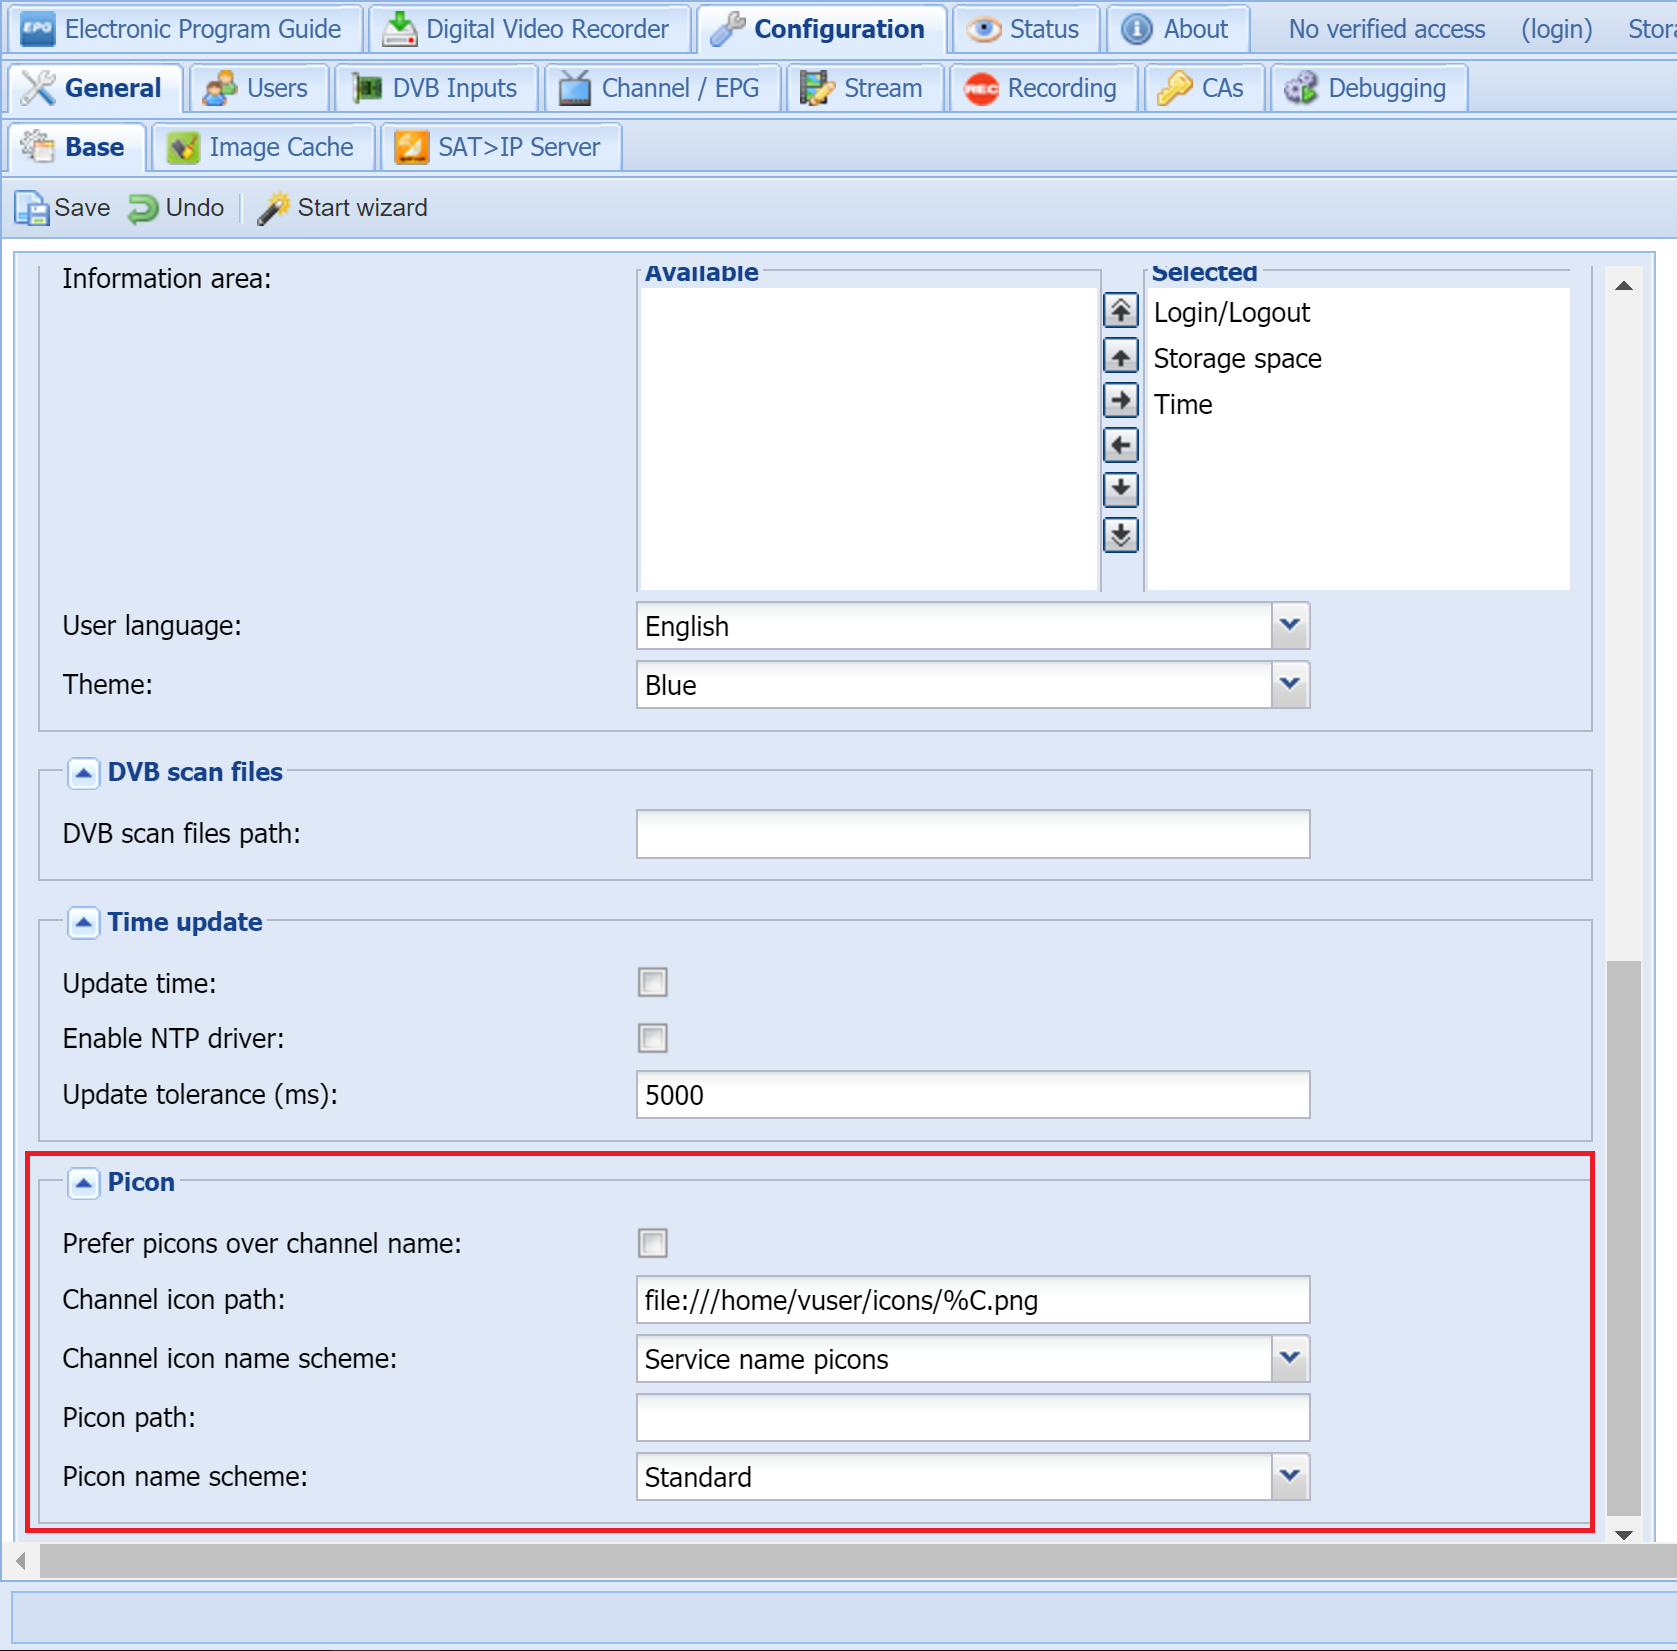 EPG Electronic Program Guide Digital Video Recorder Configuration Status About No verified access (login) Stora
General Users DVB Inputs Channel / EPG Stream REC Recording CAs Debugging
Base Image Cache SAT>IP Server
Save Undo Start wizard
Information area: Available Selected
Login/Logout
Storage space
Time
User language: English
Theme: Blue
DVB scan files
DVB scan files path:
Time update
Update time:
Enable NTP driver:
Update tolerance (ms): 5000
Picon
Prefer picons over channel name:
Channel icon path: file:///home/vuser/icons/%C.png
Channel icon name scheme: Service name picons
Picon path:
Picon name scheme: Standard